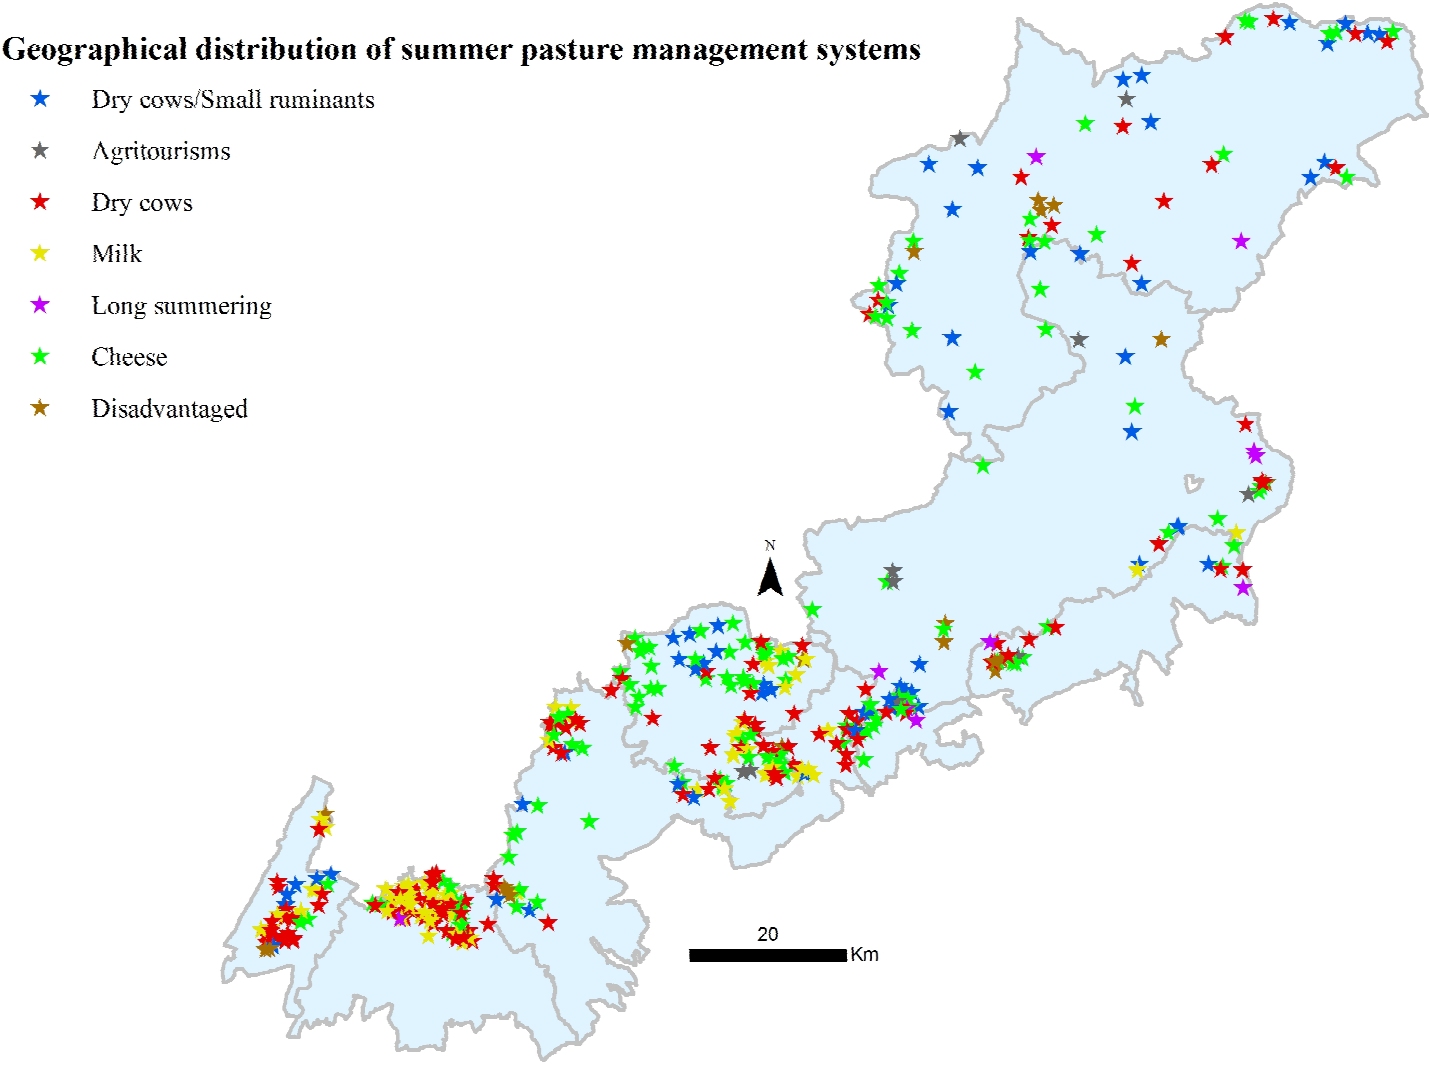 Geographical distribution of summer pasture management systems
Dry cows/Small ruminants
Agritourisms
Dry cows
Milk
Long summering
Cheese
Disadvantaged
N
20
Km